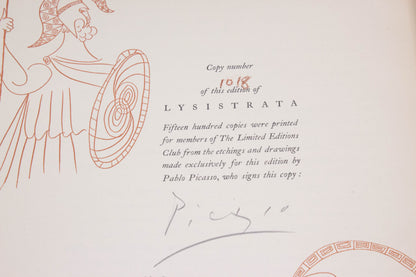 Copy number
1018
of this edition of
LYSISTRATA
Fifteen hundred copies were printed
for members of The Limited Editions
Club from the etchings and drawings
made exclusively for this edition by
Pablo Picasso, who signs this copy:
Picasso